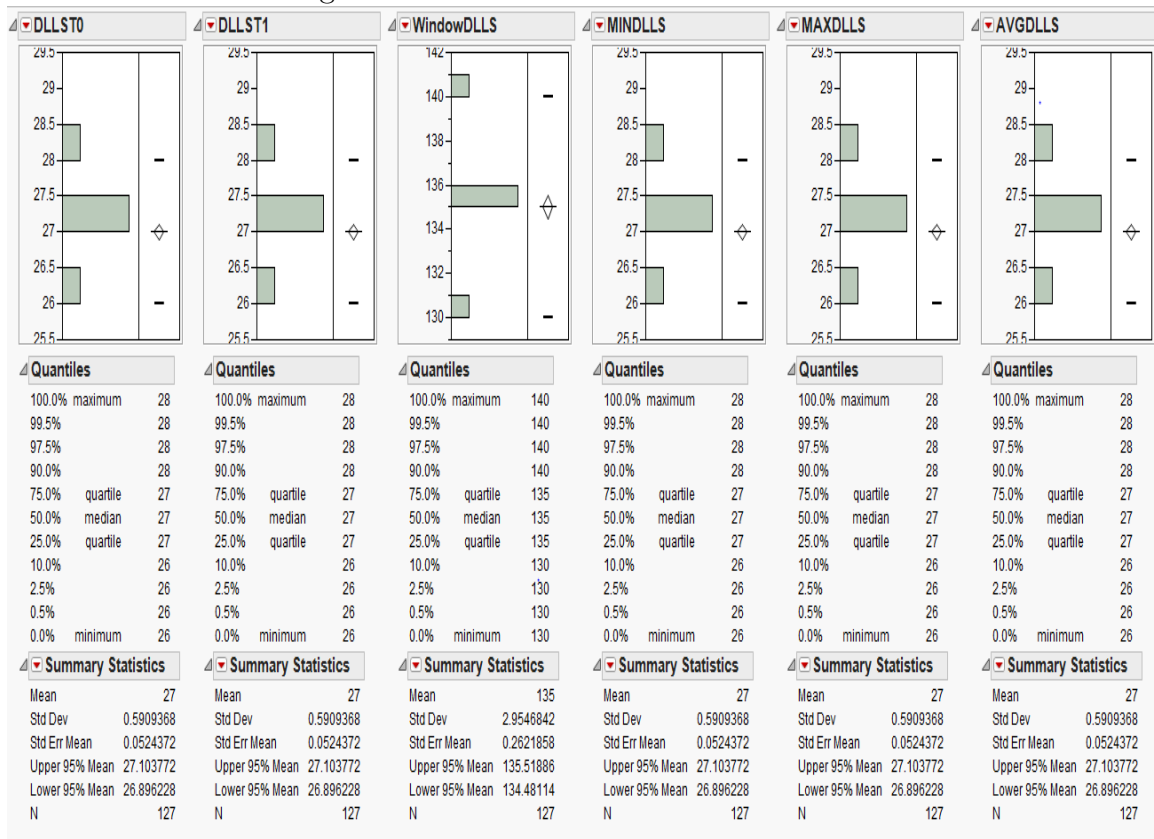 DLLST0 DLLST1 WindowDLLS MINDLLS MAXDLLS AVGDLLS
29.5 29.5 142 29.5 29.5 29.5
29 29 140 29 29 29
28.5 28.5 138 28.5 28.5 28.5
28 28 136 28 28 28
27.5 27.5 134 27.5 27.5 27.5
27 27 132 27 27 27
26.5 26.5 130 26.5 26.5 26.5
26 26 26 26 26
25.5 25.5 25.5 25.5 25.5
Quantiles Quantiles Quantiles Quantiles Quantiles Quantiles
100.0% maximum 28 100.0% maximum 28 100.0% maximum 140 100.0% maximum 28 100.0% maximum 28 100.0% maximum 28
99.5% 28 99.5% 28 99.5% 140 99.5% 28 99.5% 28 99.5% 28
97.5% 28 97.5% 28 97.5% 140 97.5% 28 97.5% 28 97.5% 28
90.0% 28 90.0% 28 90.0% 140 90.0% 28 90.0% 28 90.0% 28
75.0% quartile 27 75.0% quartile 27 75.0% quartile 135 75.0% quartile 27 75.0% quartile 27 75.0% quartile 27
50.0% median 27 50.0% median 27 50.0% median 135 50.0% median 27 50.0% median 27 50.0% median 27
25.0% quartile 27 25.0% quartile 27 25.0% quartile 135 25.0% quartile 27 25.0% quartile 27 25.0% quartile 27
10.0% 26 10.0% 26 10.0% 130 10.0% 26 10.0% 26 10.0% 26
2.5% 26 2.5% 26 2.5% 130 2.5% 26 2.5% 26 2.5% 26
0.5% 26 0.5% 26 0.5% 130 0.5% 26 0.5% 26 0.5% 26
0.0% minimum 26 0.0% minimum 26 0.0% minimum 130 0.0% minimum 26 0.0% minimum 26 0.0% minimum 26
Summary Statistics Summary Statistics Summary Statistics Summary Statistics Summary Statistics Summary Statistics
Mean 27 Mean 27 Mean 135 Mean 27 Mean 27 Mean 27
Std Dev 0.5909368 Std Dev 0.5909368 Std Dev 2.9546842 Std Dev 0.5909368 Std Dev 0.5909368 Std Dev 0.5909368
Std Err Mean 0.0524372 Std Err Mean 0.0524372 Std Err Mean 0.2621858 Std Err Mean 0.0524372 Std Err Mean 0.0524372 Std Err Mean 0.0524372
Upper 95% Mean 27.103772 Upper 95% Mean 27.103772 Upper 95% Mean 135.51886 Upper 95% Mean 27.103772 Upper 95% Mean 27.103772 Upper 95% Mean 27.103772
Lower 95% Mean 26.896228 Lower 95% Mean 26.896228 Lower 95% Mean 134.48114 Lower 95% Mean 26.896228 Lower 95% Mean 26.896228 Lower 95% Mean 26.896228
N 127 N 127 N 127 N 127 N 127 N 127